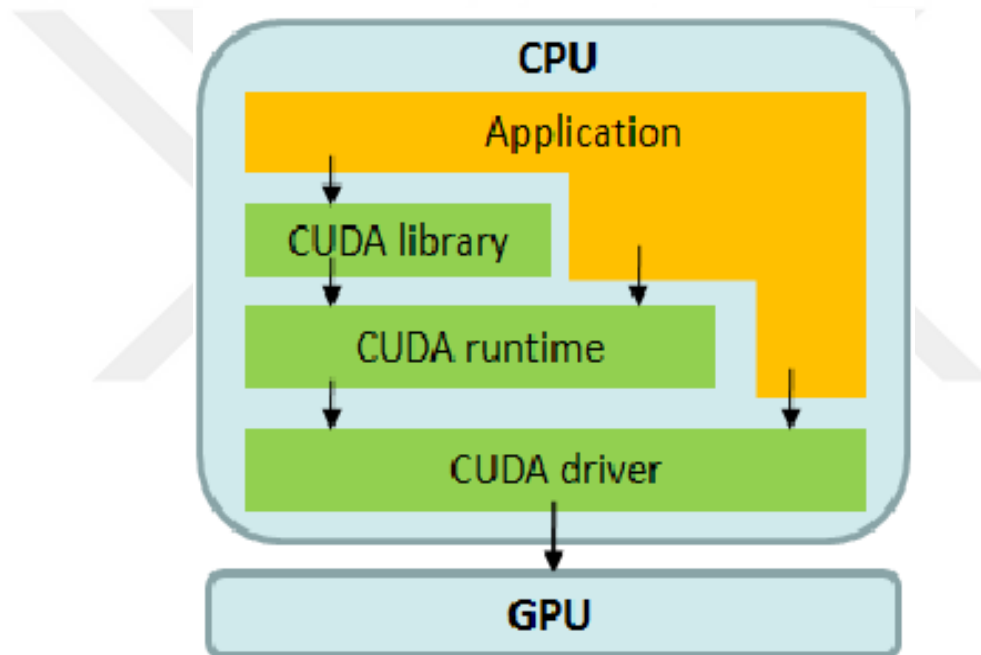 CPU
Application
CUDA library
CUDA runtime
CUDA driver
GPU